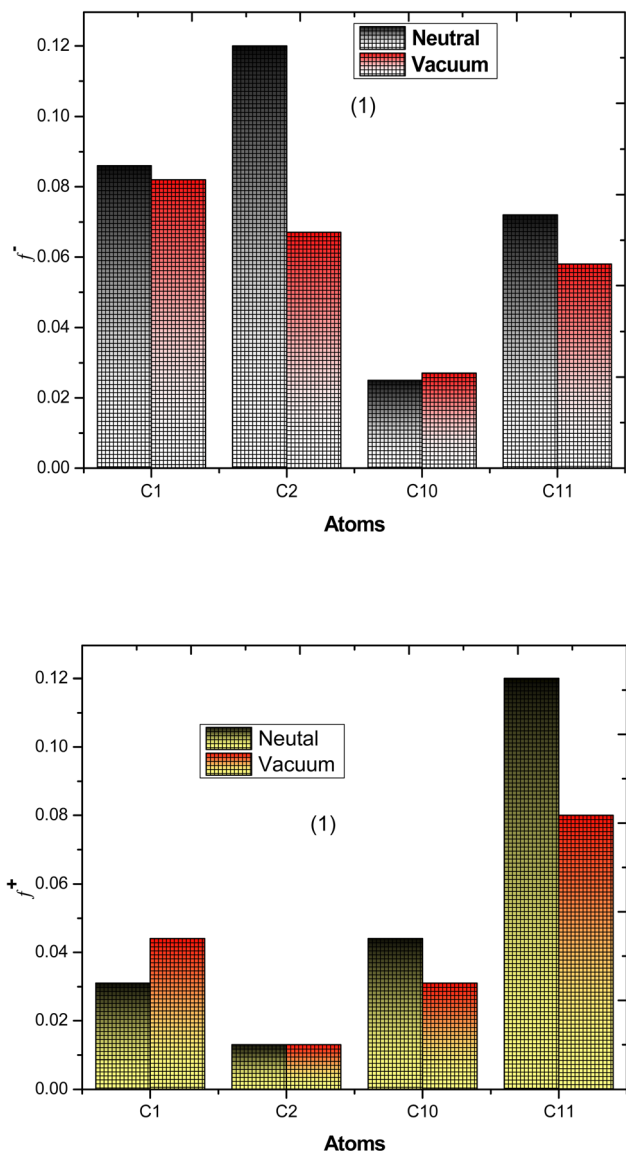 0.12
Neutral
Vacuum
(1)
0.10
0.08
f-
0.06
0.04
0.02
0.00
C1 C2 C10 C11
Atoms
0.12
Neutal
Vacuum
0.10
(1)
0.08
f+
0.06
0.04
0.02
0.00
C1 C2 C10 C11
Atoms